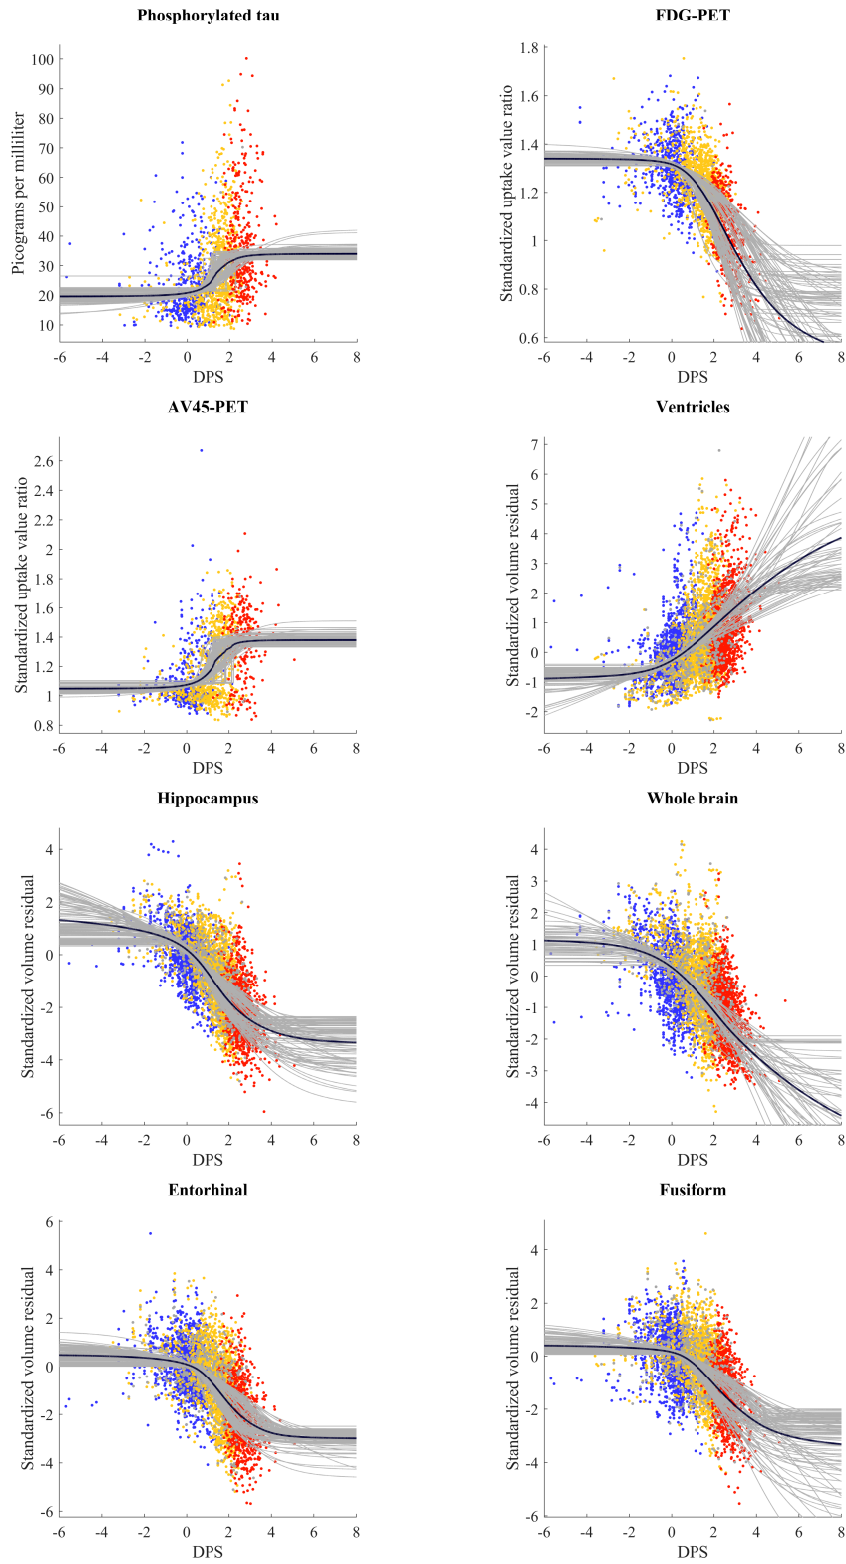 Phosphorylated tau
FDG-PET
100
90
80
70
60
50
40
30
20
10
Picograms per milliliter
-6 -4 -2 0 2 4 6 8
DPS
1.8
1.6
1.4
1.2
1
0.8
0.6
Standardized uptake value ratio
-6 -4 -2 0 2 4 6 8
DPS
AV45-PET
Ventricles
2.6
2.4
2.2
2
1.8
1.6
1.4
1.2
1
0.8
Standardized uptake value ratio
-6 -4 -2 0 2 4 6 8
DPS
7
6
5
4
3
2
1
0
-1
-2
Standardized volume residual
-6 -4 -2 0 2 4 6 8
DPS
Hippocampus
Whole brain
4
2
0
-2
-4
-6
Standardized volume residual
-6 -4 -2 0 2 4 6 8
DPS
4
3
2
1
0
-1
-2
-3
-4
Standardized volume residual
-6 -4 -2 0 2 4 6 8
DPS
Entorhinal
Fusiform
6
4
2
0
-2
-4
-6
Standardized volume residual
-6 -4 -2 0 2 4 6 8
DPS
4
2
0
-2
-4
-6
Standardized volume residual
-6 -4 -2 0 2 4 6 8
DPS